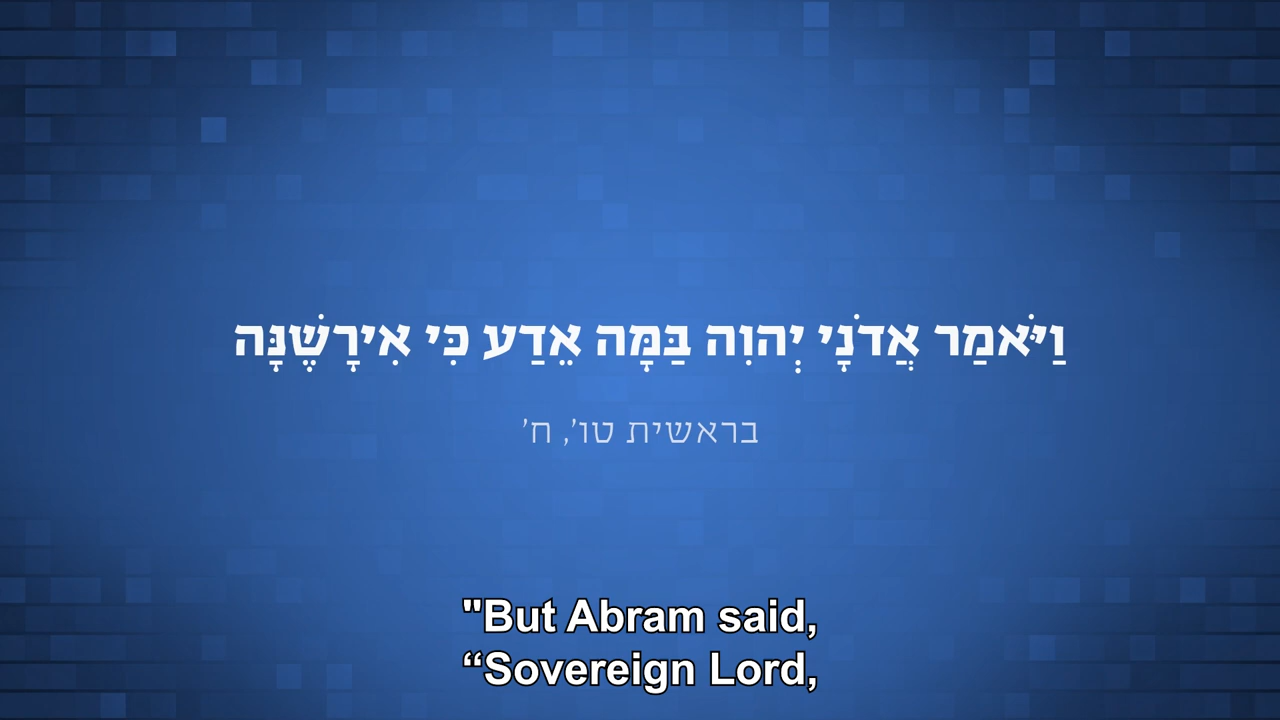 וַיֹּאמַר אֲדֹנָי יְהוִה בַּמָּה אֵדַע כִּי אִירָשֶׁנָּה
בראשית טו', ח'
"But Abram said,
“Sovereign Lord,